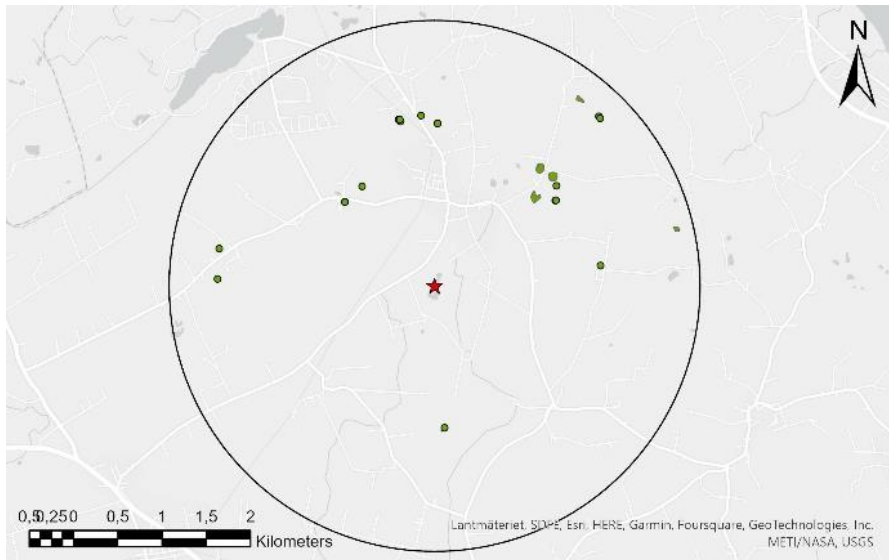 N
0,50,250 0,5 1 1,5 2
Kilometers
Lantmäteriet, SDFE, Esri, HERE, Garmin, Foursquare, GeoTechnologies, Inc.
METI/NASA, USGS